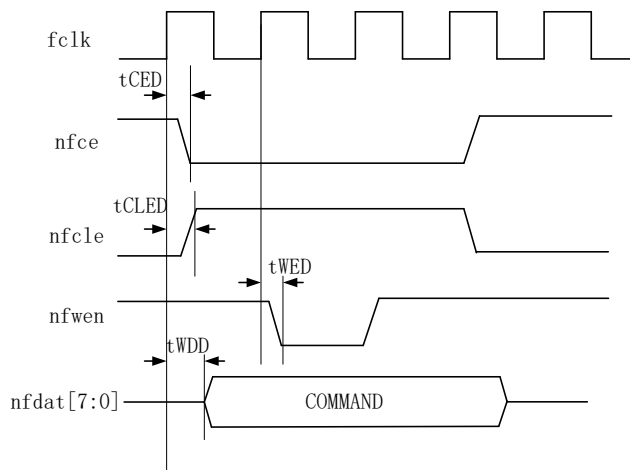 fclk
tCED
nfce
tCLED
nfcle
tWED
nfwen
tWDD
nfdat[7:0]
COMMAND